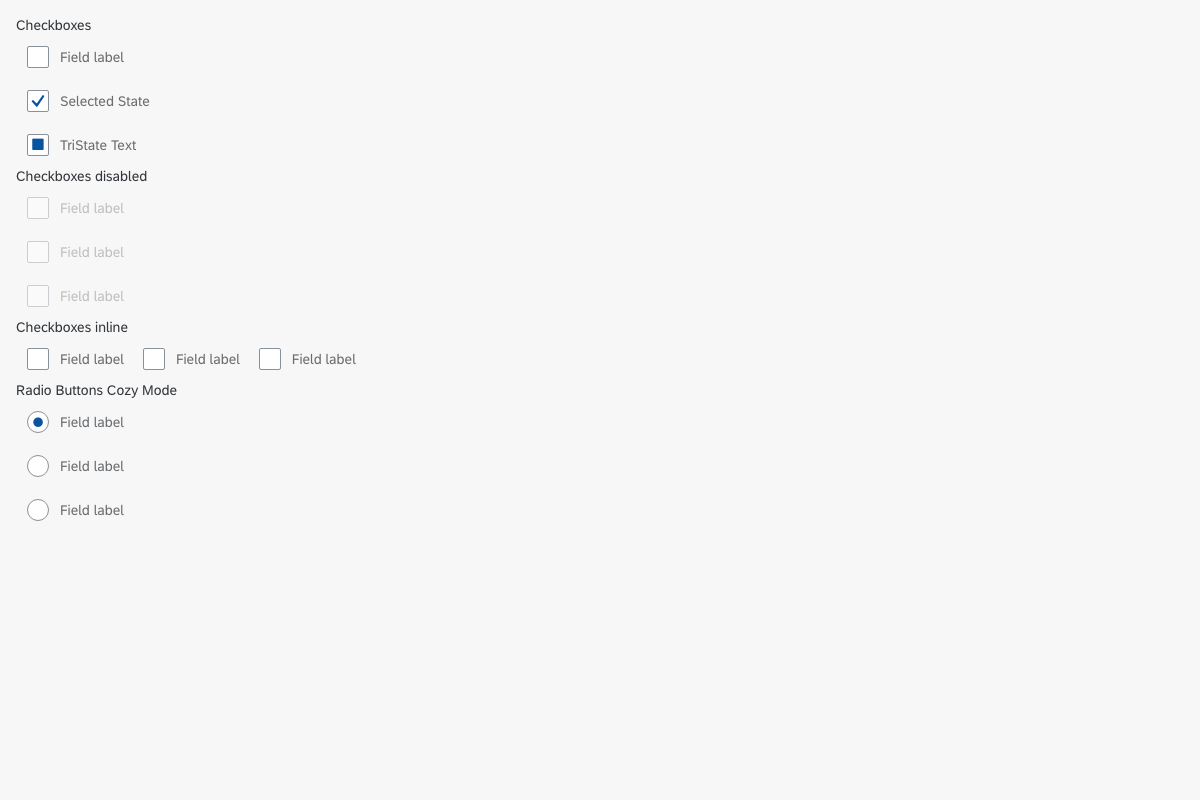 Checkboxes
Field label
Selected State
TriState Text
Checkboxes disabled
Field label
Field label
Field label
Checkboxes inline
Field label Field label Field label
Radio Buttons Cozy Mode
Field label
Field label
Field label